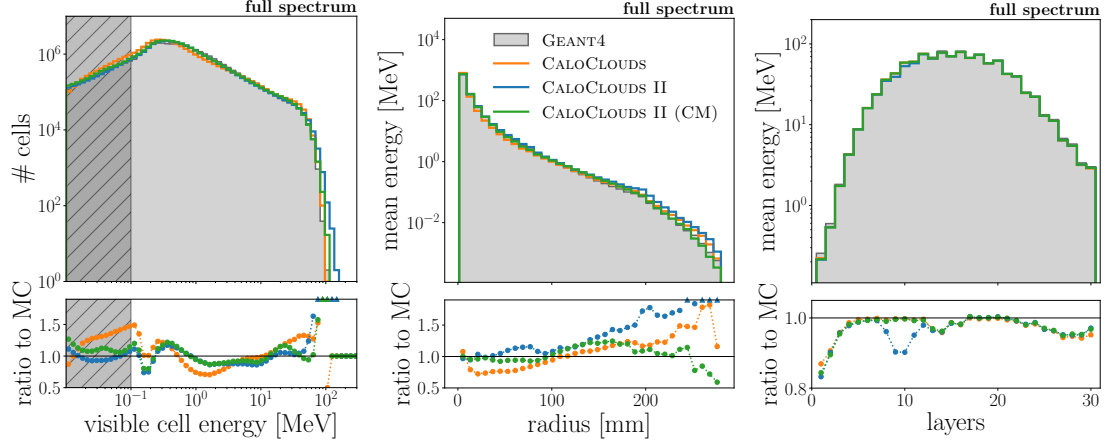 full spectrum
10^6
10^4
10^2
10^0
# cells
1.5
1.0
0.5
ratio to MC
10^−1 10^0 10^1 10^2
visible cell energy [MeV]
full spectrum
10^4
10^2
10^0
10^−2
mean energy [MeV]
GEANT4
CALOCLOUDS
CALOCLOUDS II
CALOCLOUDS II (CM)
1.5
1.0
0.5
ratio to MC
0 100 200
radius [mm]
full spectrum
10^2
10^1
10^0
mean energy [MeV]
1.0
0.8
ratio to MC
0 10 20 30
layers